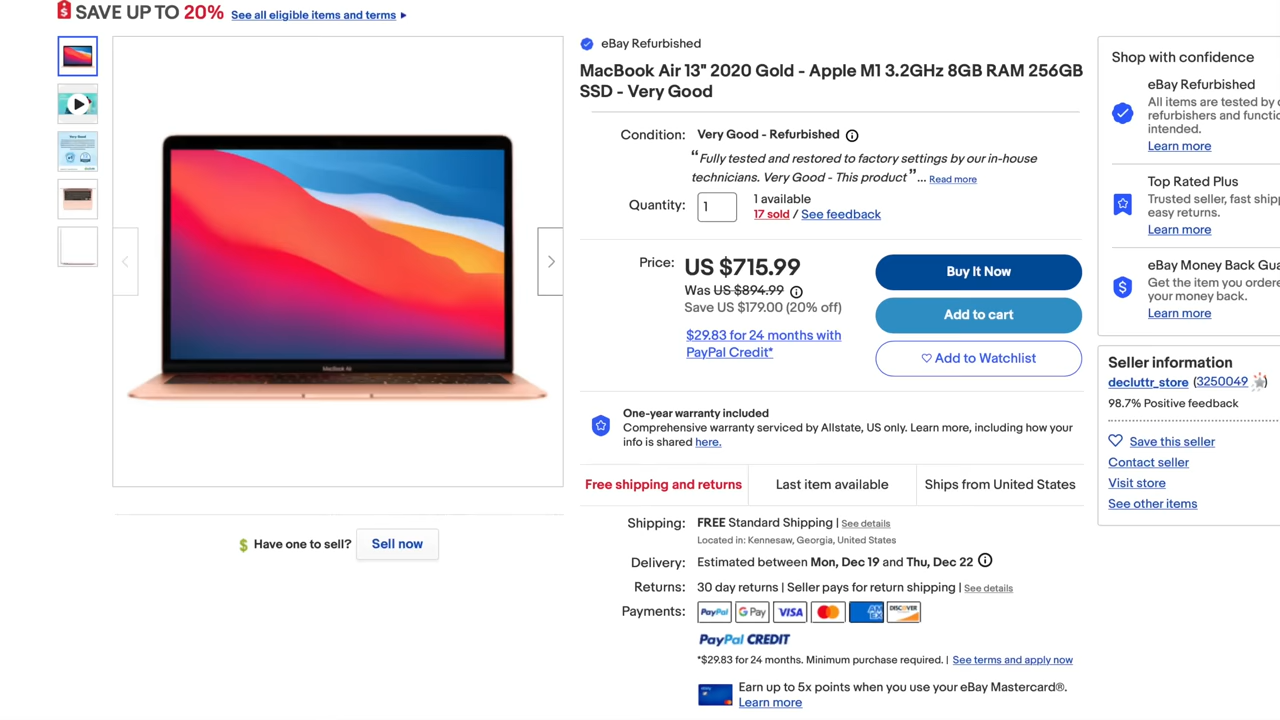 SAVE UP TO 20% See all eligible items and terms ▸
eBay Refurbished
MacBook Air 13" 2020 Gold - Apple M1 3.2GHz 8GB RAM 256GB
SSD - Very Good
Condition: Very Good - Refurbished
“Fully tested and restored to factory settings by our in-house
technicians. Very Good - This product ”... Read more
Quantity: 1 1 available
17 sold / See feedback
Price: US $715.99
Was US $894.99
Save US $179.00 (20% off)
$29.83 for 24 months with
PayPal Credit*
Buy It Now
Add to cart
Add to Watchlist
One-year warranty included
Comprehensive warranty serviced by Allstate, US only. Learn more, including how your
info is shared here.
Free shipping and returns Last item available Ships from United States
Shipping: FREE Standard Shipping | See details
Located in: Kennesaw, Georgia, United States
Delivery: Estimated between Mon, Dec 19 and Thu, Dec 22
Returns: 30 day returns | Seller pays for return shipping | See details
Payments: PayPal G Pay VISA AM EX DISCOVER
PayPal CREDIT
*$29.83 for 24 months. Minimum purchase required. | See terms and apply now
Earn up to 5x points when you use your eBay Mastercard®.
Learn more
MacBook Air
Have one to sell? Sell now
Shop with confidence
eBay Refurbished
All items are tested by
refurbishers and
intended.
Learn more
Top Rated Plus
Trusted seller, fast
easy returns.
Learn more
eBay Money Back
Get the item you
your money back.
Learn more
Seller information
decluttr_store (3250049)
98.7% Positive feedback
Save this seller
Contact seller
Visit store
See other items